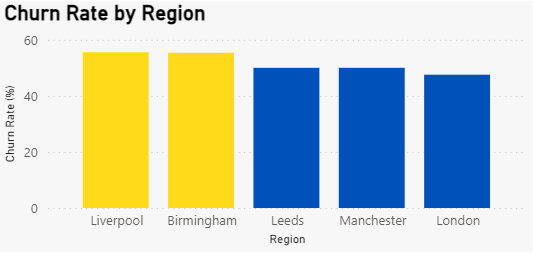 Churn Rate by Region
Churn Rate (%)
60
40
20
0
Liverpool Birmingham Leeds Manchester London
Region